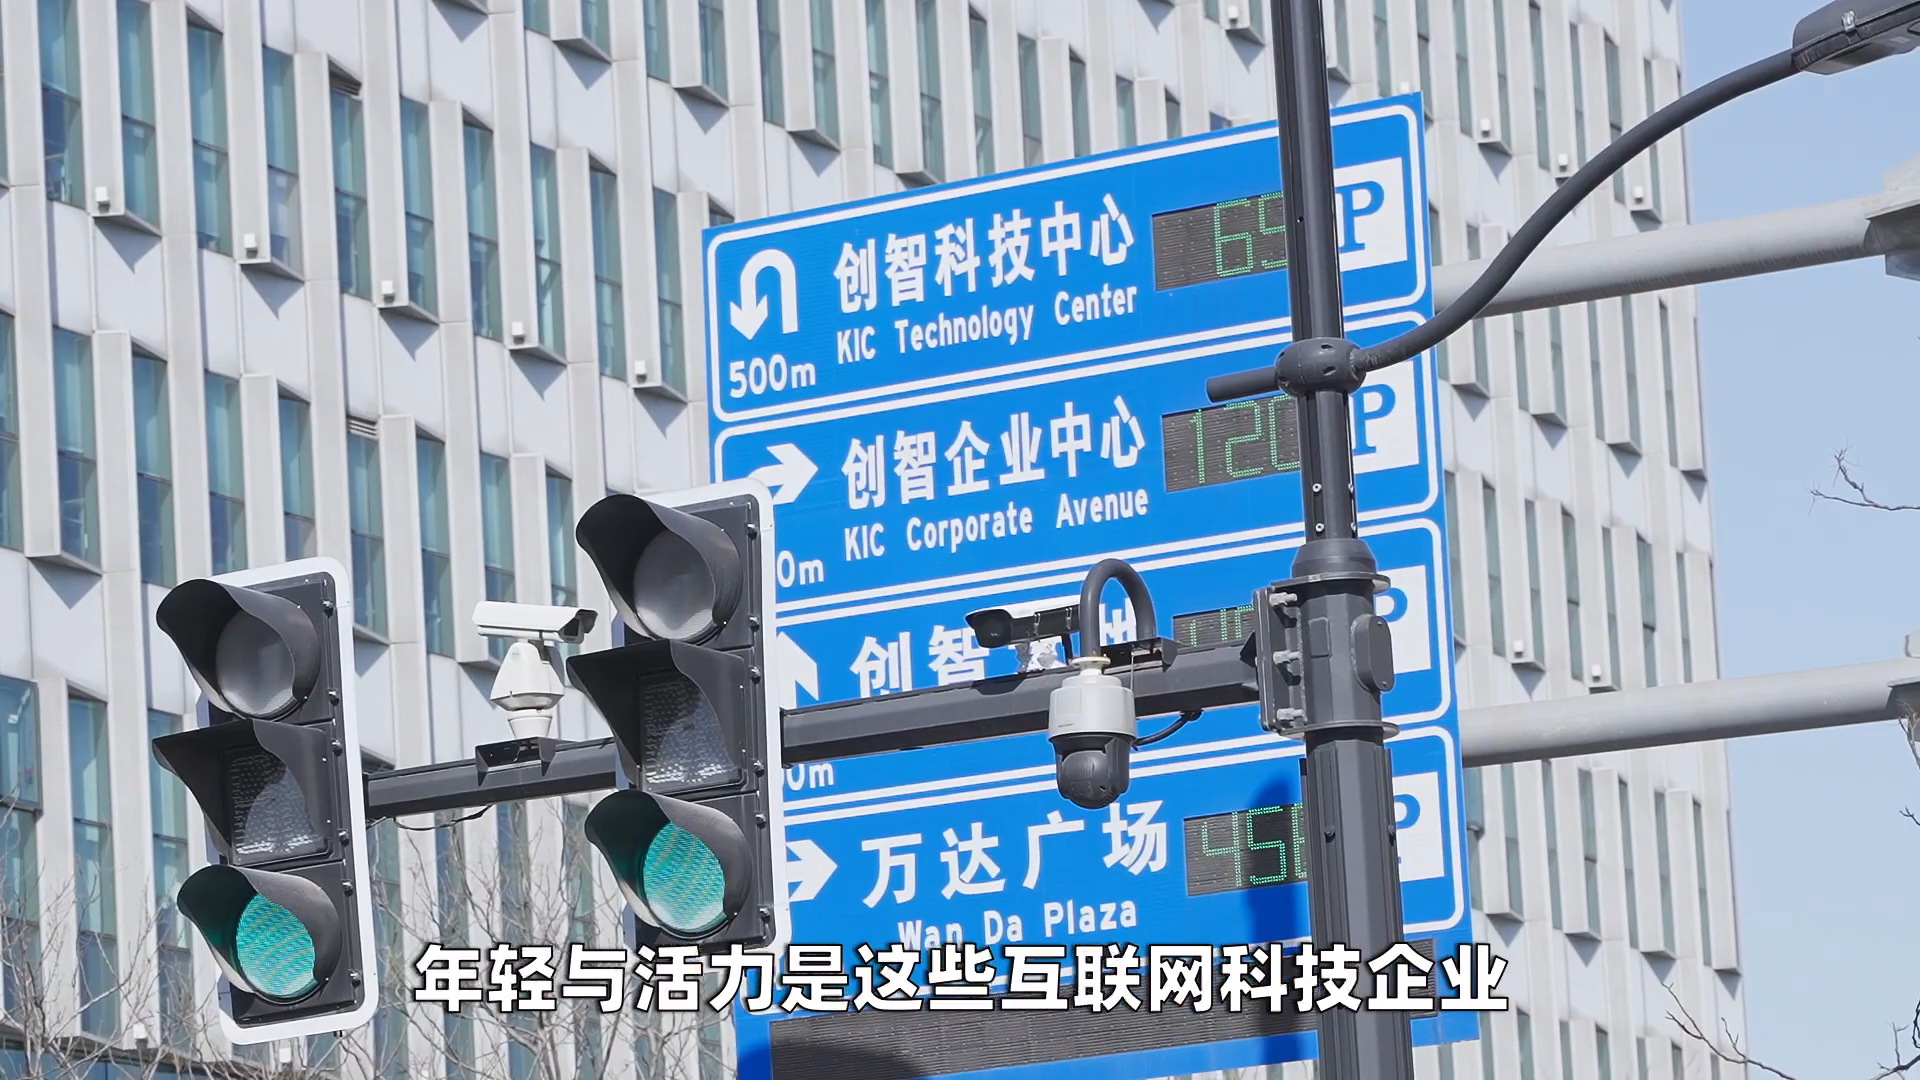 创智科技中心
KIC Technology Center
500m
P
创智企业中心
120
KIC Corporate Avenue
P
0m
创智
P
0m
万达广场
Wan Da Plaza
P
年轻与活力是这些互联网科技企业